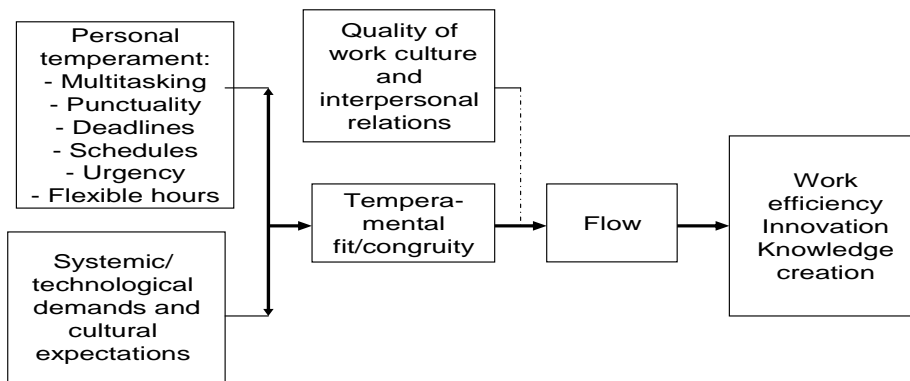 Personal
temperament:
- Multitasking
- Punctuality
- Deadlines
- Schedules
- Urgency
- Flexible hours
Systemic/
technological
demands and
cultural
expectations
Quality of
work culture
and
interpersonal
relations
Tempera-
mental
fit/congruity
Flow
Work
efficiency
Innovation
Knowledge
creation